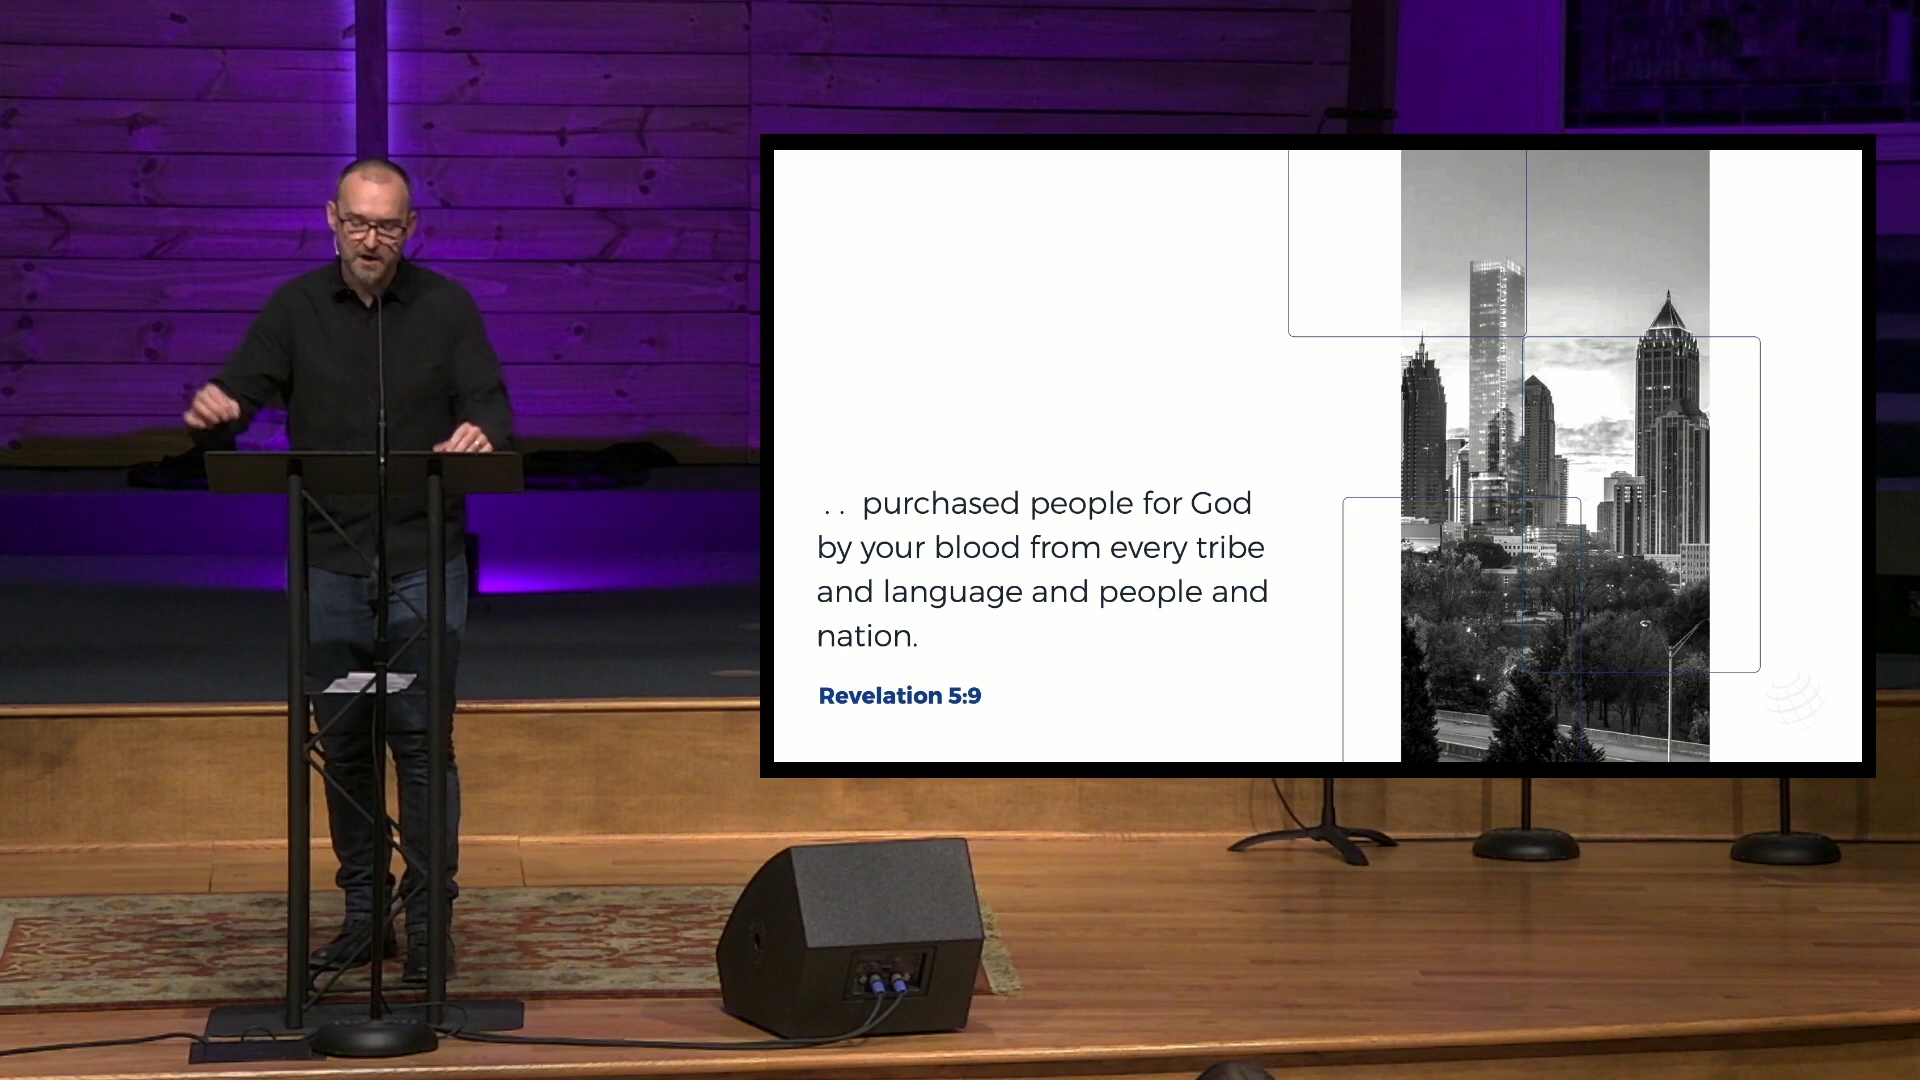 . .  purchased people for God
by your blood from every tribe
and language and people and
nation.
Revelation 5:9